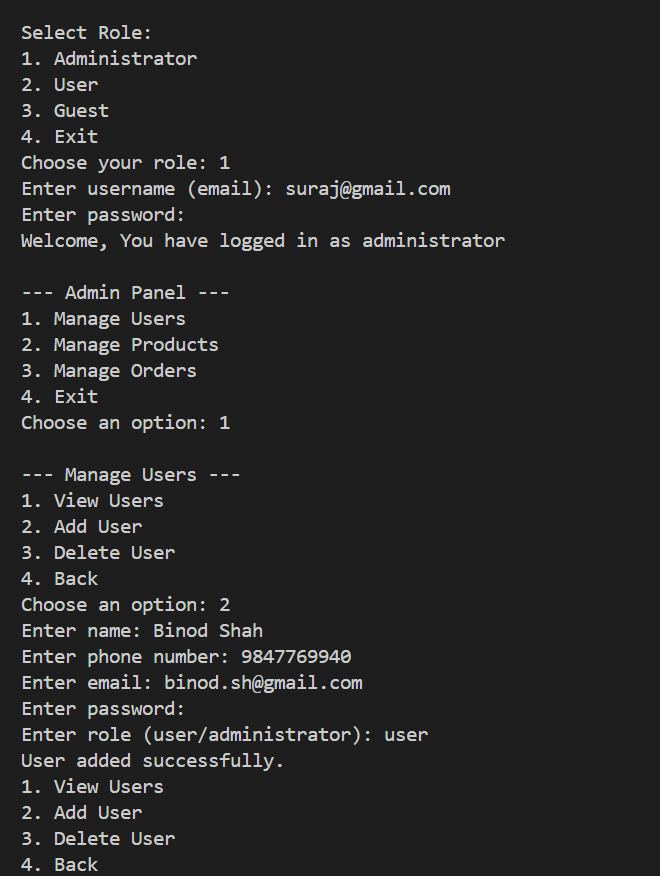 Select Role:
1. Administrator
2. User
3. Guest
4. Exit
Choose your role: 1
Enter username (email): suraj@gmail.com
Enter password:
Welcome, You have logged in as administrator
--- Admin Panel ---
1. Manage Users
2. Manage Products
3. Manage Orders
4. Exit
Choose an option: 1
--- Manage Users ---
1. View Users
2. Add User
3. Delete User
4. Back
Choose an option: 2
Enter name: Binod Shah
Enter phone number: 9847769940
Enter email: binod.sh@gmail.com
Enter password:
Enter role (user/administrator): user
User added successfully.
1. View Users
2. Add User
3. Delete User
4. Back